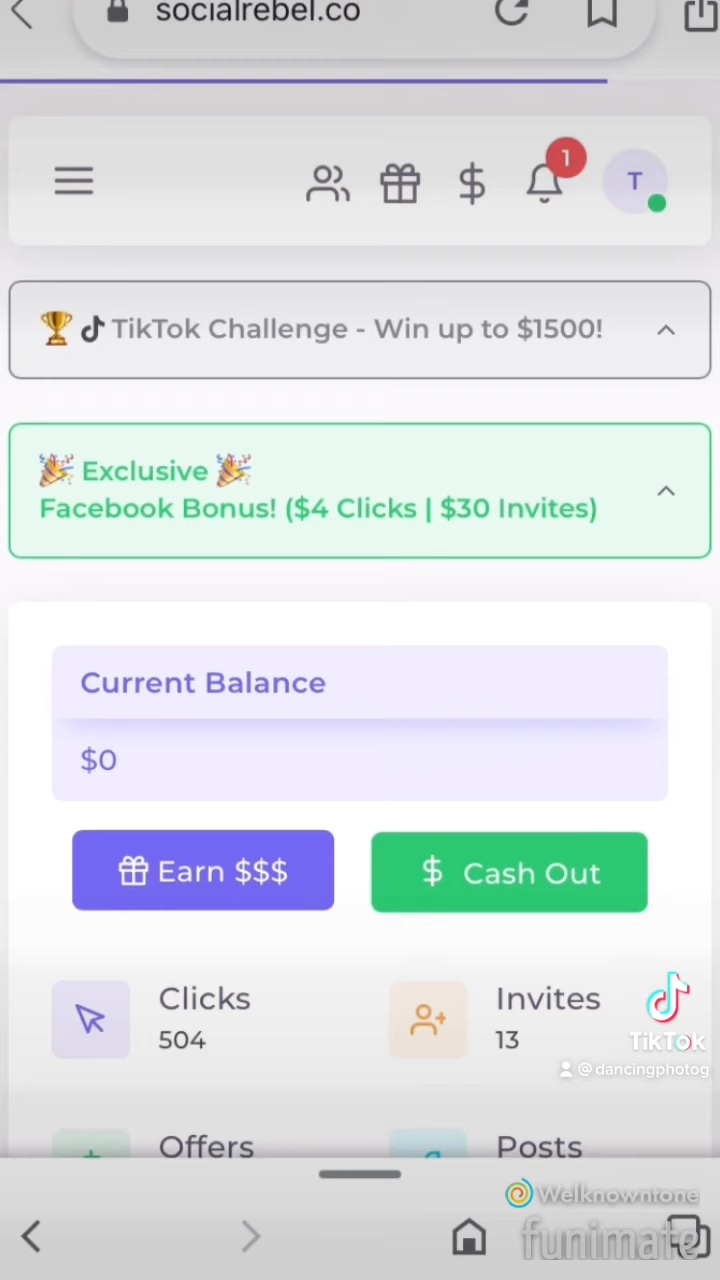 socialrebel.co
1
T
🏆 TikTok Challenge - Win up to $1500!
🎉 Exclusive 🎉
Facebook Bonus! ($4 Clicks | $30 Invites)
Current Balance
$0
Earn $$$
$ Cash Out
Clicks
504
Invites
13
TikTok
@dancingphotog
Offers
Posts
Welknowntone
funimate